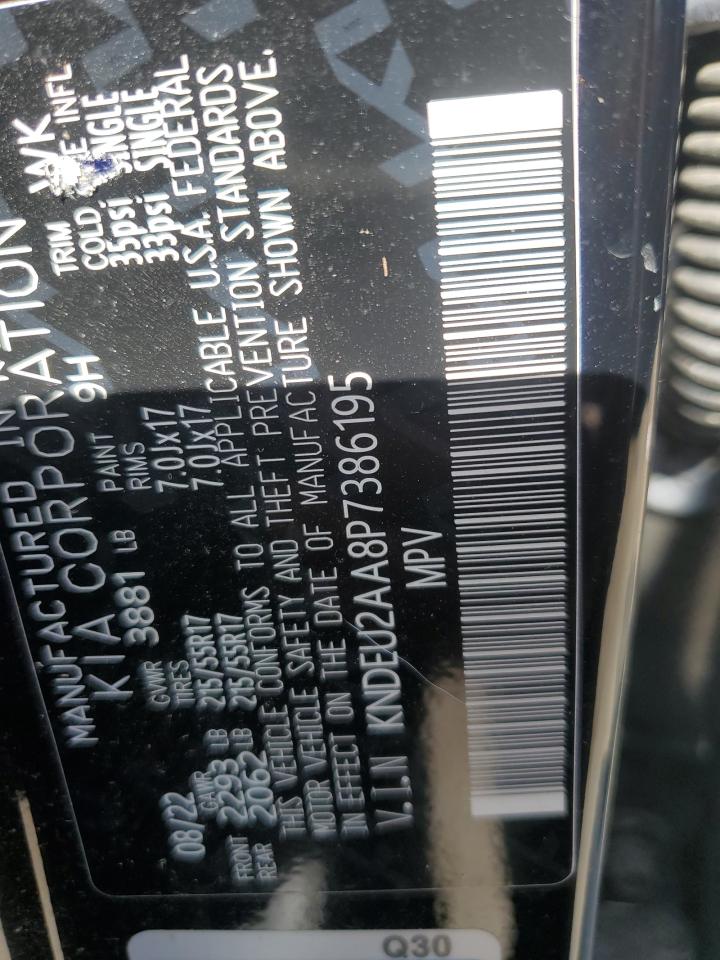 MANUFACTURED IN
KIA CORPORATION
08/22 GVWR 3881 LB PAINT 9H TRIM WK
GAWR TIRES RIMS COLD INFL
FRONT 2293 LB 215/55R17 7.0Jx17 35psi SINGLE
REAR 2062 LB 215/55R17 7.0Jx17 33psi SINGLE
THIS VEHICLE CONFORMS TO ALL APPLICABLE U.S.A. FEDERAL
MOTOR VEHICLE SAFETY AND THEFT PREVENTION STANDARDS
IN EFFECT ON THE DATE OF MANUFACTURE SHOWN ABOVE.
V.I.N KNDEU2AA8P7386195
MPV
Q30